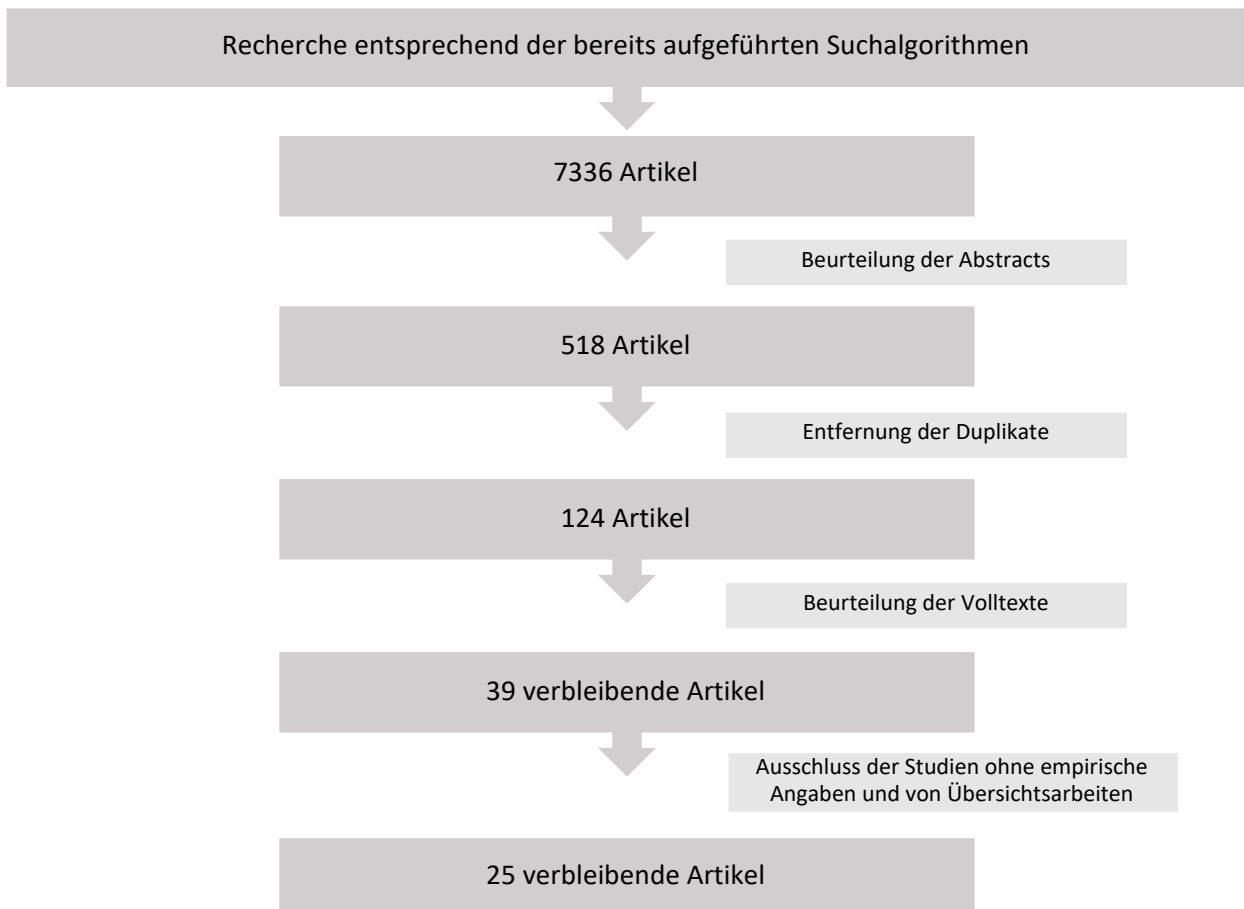 Recherche entsprechend der bereits aufgeführten Suchalgorithmen
7336 Artikel
Beurteilung der Abstracts
518 Artikel
Entfernung der Duplikate
124 Artikel
Beurteilung der Volltexte
39 verbleibende Artikel
Ausschluss der Studien ohne empirische
Angaben und von Übersichtsarbeiten
25 verbleibende Artikel